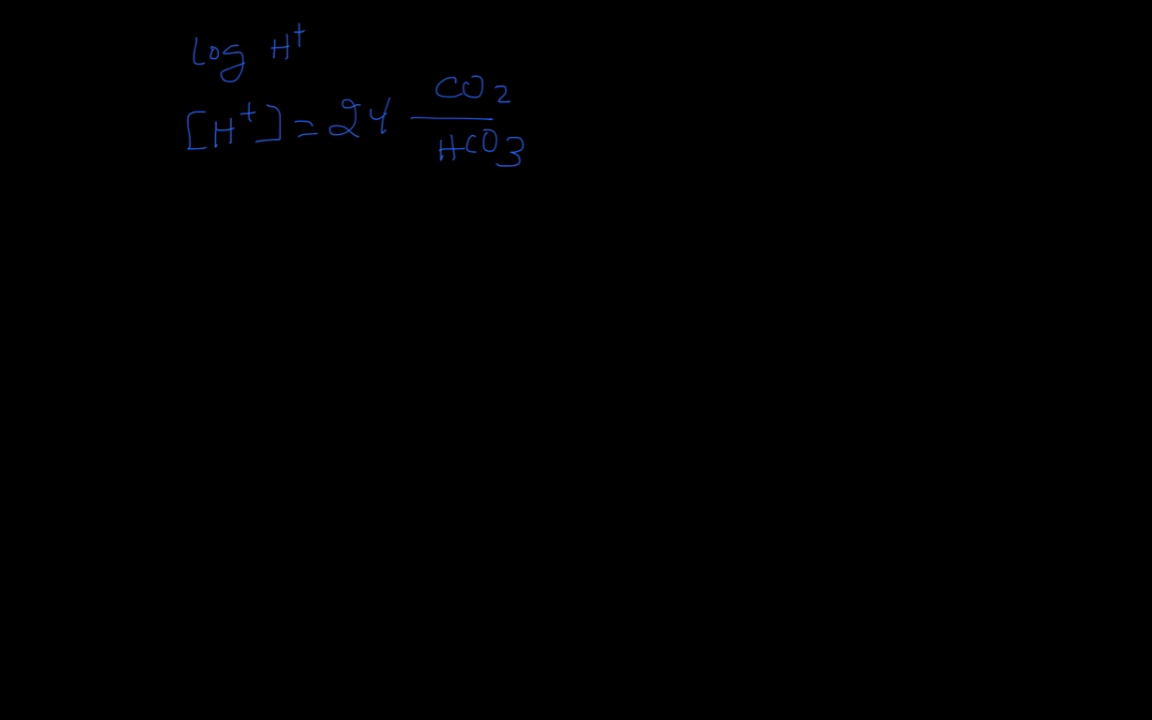 Log H⁺
[H⁺] = 24 CO₂ / HCO₃